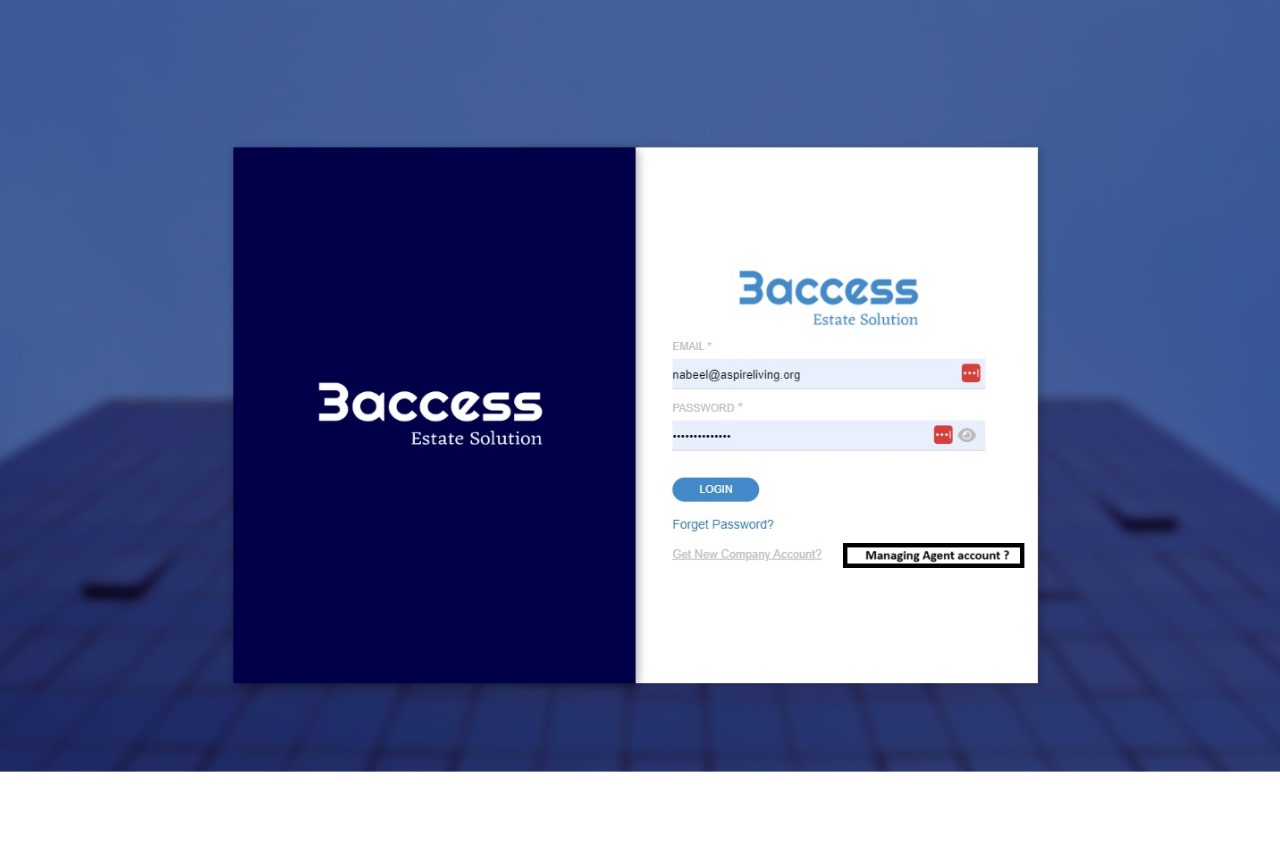 3access
Estate Solution
3access
Estate Solution
EMAIL *
nabeel@aspireliving.org
PASSWORD *
••••••••••••••
LOGIN
Forget Password?
Get New Company Account? Managing Agent account ?